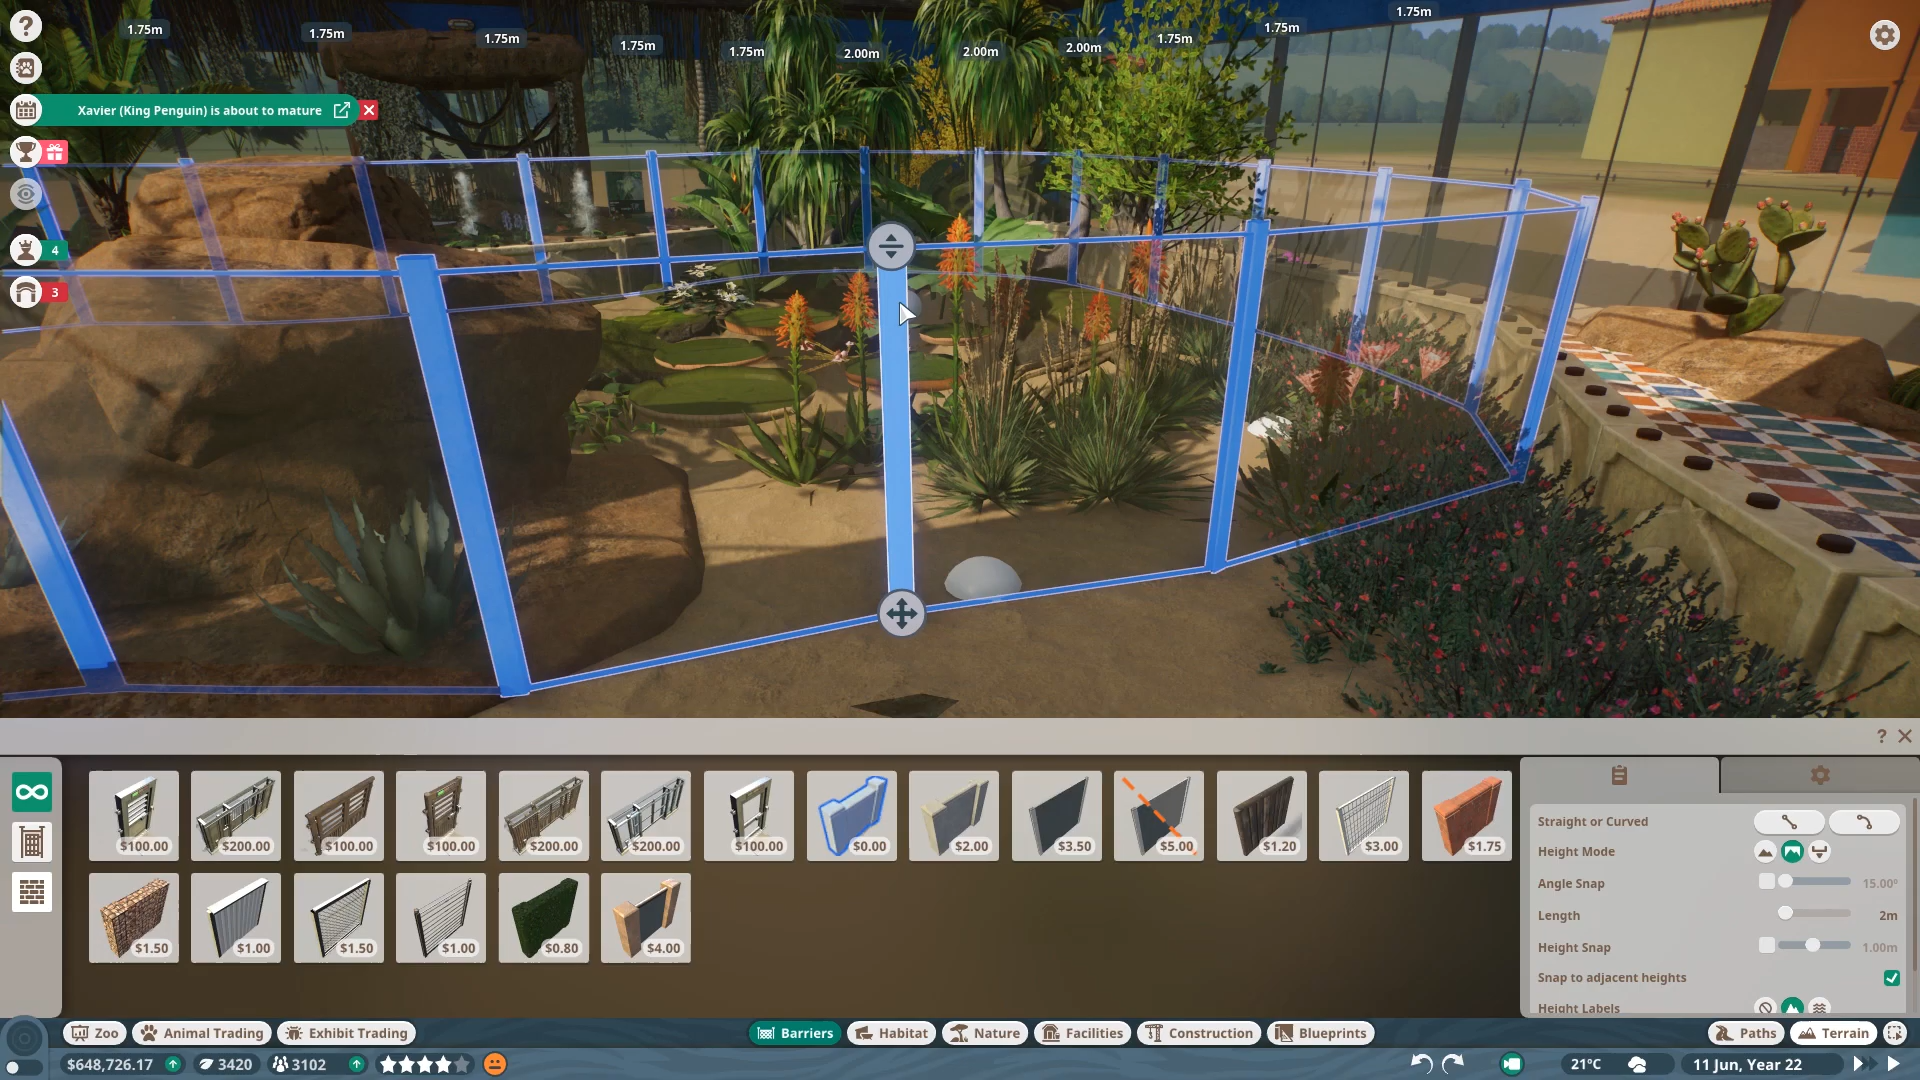 1.75m 1.75m 1.75m 1.75m 1.75m 2.00m 2.00m 2.00m 1.75m 1.75m 1.75m
?
Xavier (King Penguin) is about to mature
4
3
?
$100.00 $200.00 $100.00 $100.00 $200.00 $200.00 $100.00 $0.00 $2.00 $3.50 $5.00 $1.20 $3.00 $1.75
$1.50 $1.00 $1.50 $1.00 $0.80 $4.00
Straight or Curved
Height Mode
Angle Snap 15.00°
Length 2m
Height Snap 1.00m
Snap to adjacent heights
Height Labels
Zoo Animal Trading Exhibit Trading Barriers Habitat Nature Facilities Construction Blueprints Paths Terrain
$648,726.17 3420 3102 21°C 11 Jun, Year 22